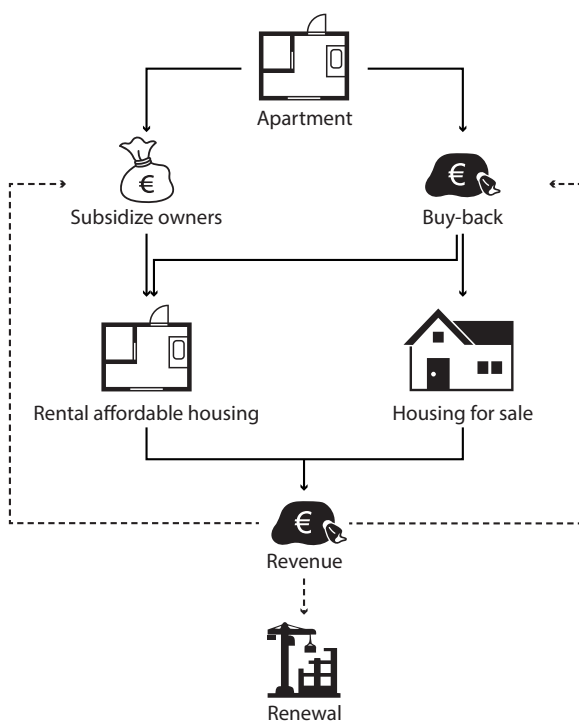 Apartment
€
Subsidize owners
€
Buy-back
Rental affordable housing
Housing for sale
€
Revenue
Renewal